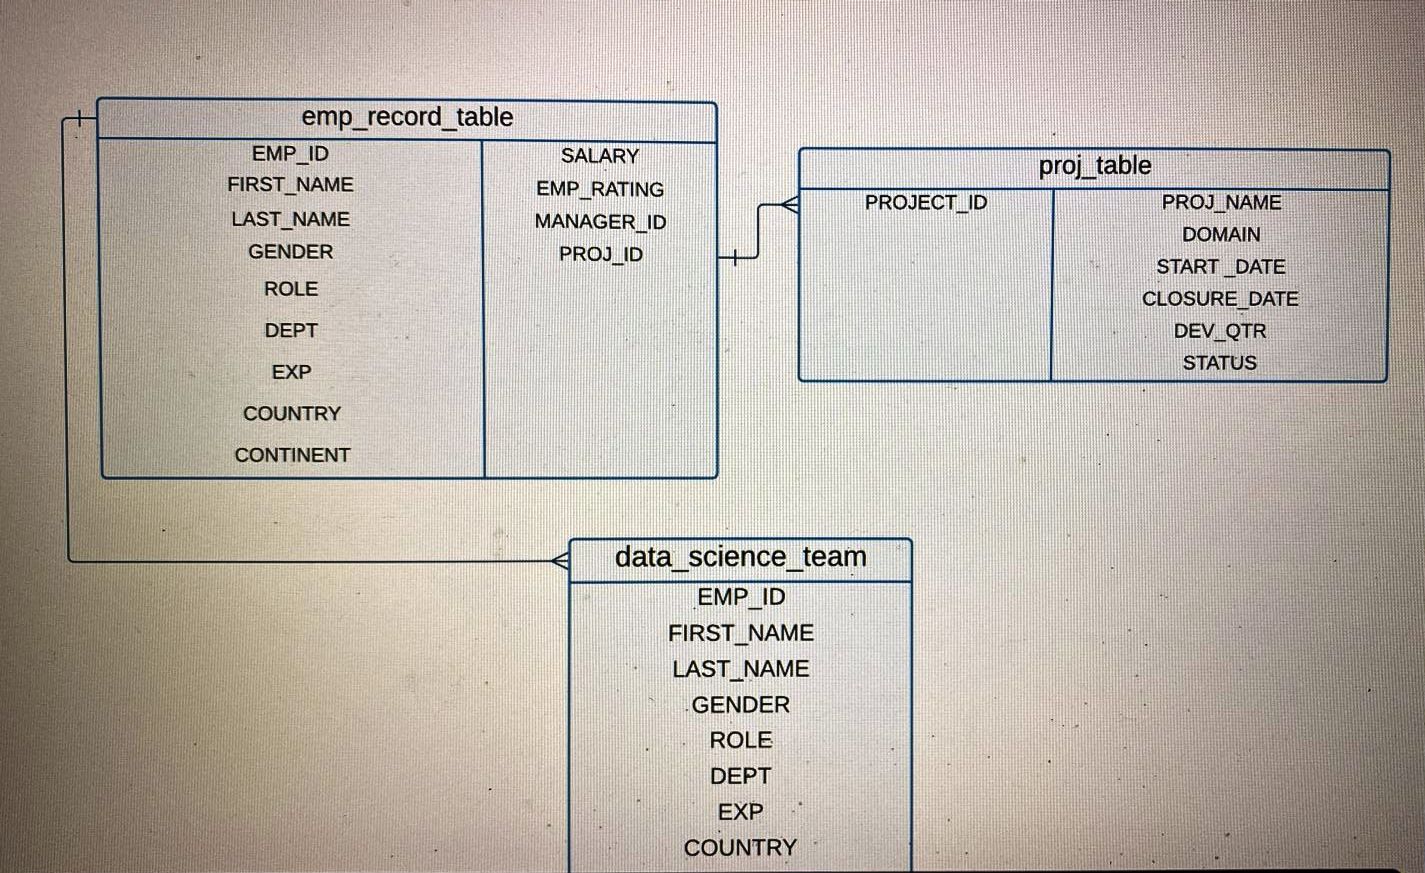 emp_record_table
EMP_ID
FIRST_NAME
LAST_NAME
GENDER
ROLE
DEPT
EXP
COUNTRY
CONTINENT
SALARY
EMP_RATING
MANAGER_ID
PROJ_ID
proj_table
PROJECT_ID
PROJ_NAME
DOMAIN
START _DATE
CLOSURE_DATE
DEV_QTR
STATUS
data_science_team
EMP_ID
FIRST_NAME
LAST_NAME
GENDER
ROLE
DEPT
EXP
COUNTRY